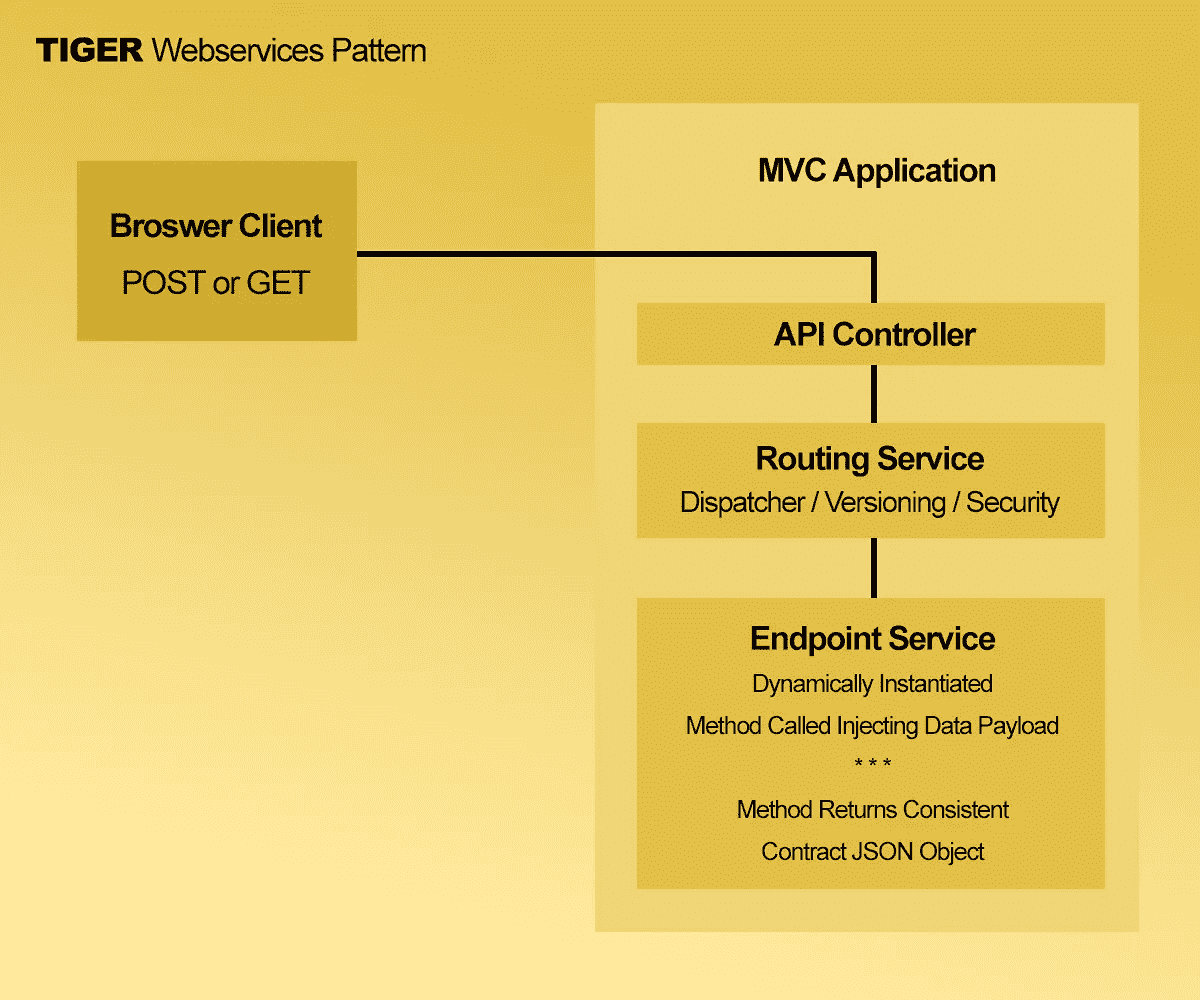 TIGER Webservices Pattern
MVC Application
Broswer Client
POST or GET
API Controller
Routing Service
Dispatcher / Versioning / Security
Endpoint Service
Dynamically Instantiated
Method Called Injecting Data Payload
* * *
Method Returns Consistent
Contract JSON Object